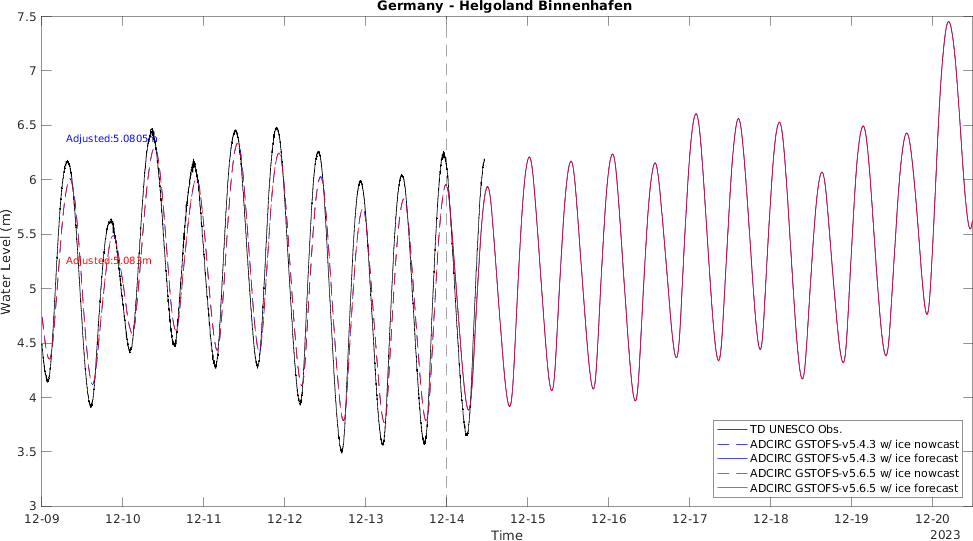 Germany - Helgoland Binnenhafen
7.5
7
6.5
6
5.5
5
4.5
4
3.5
3
Water Level (m)
Adjusted:5.0805m
Adjusted:5.083m
TD UNESCO Obs.
ADCIRC GSTOFS-v5.4.3 w/ ice nowcast
ADCIRC GSTOFS-v5.4.3 w/ ice forecast
ADCIRC GSTOFS-v5.6.5 w/ ice nowcast
ADCIRC GSTOFS-v5.6.5 w/ ice forecast
12-09 12-10 12-11 12-12 12-13 12-14 12-15 12-16 12-17 12-18 12-19 12-20
2023
Time